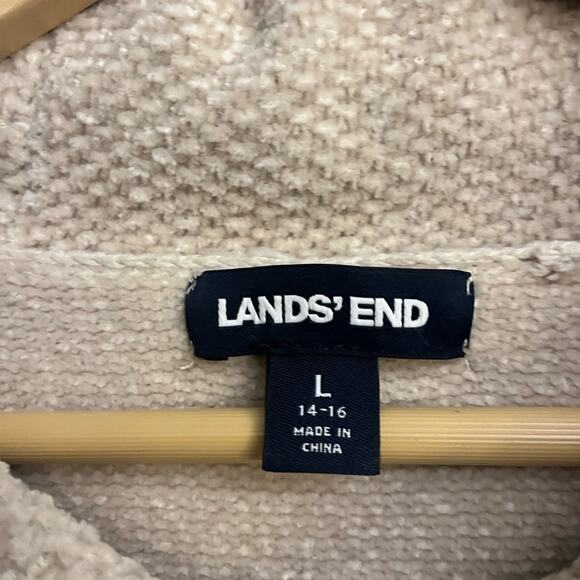 LANDS' END
L
14-16
MADE IN
CHINA